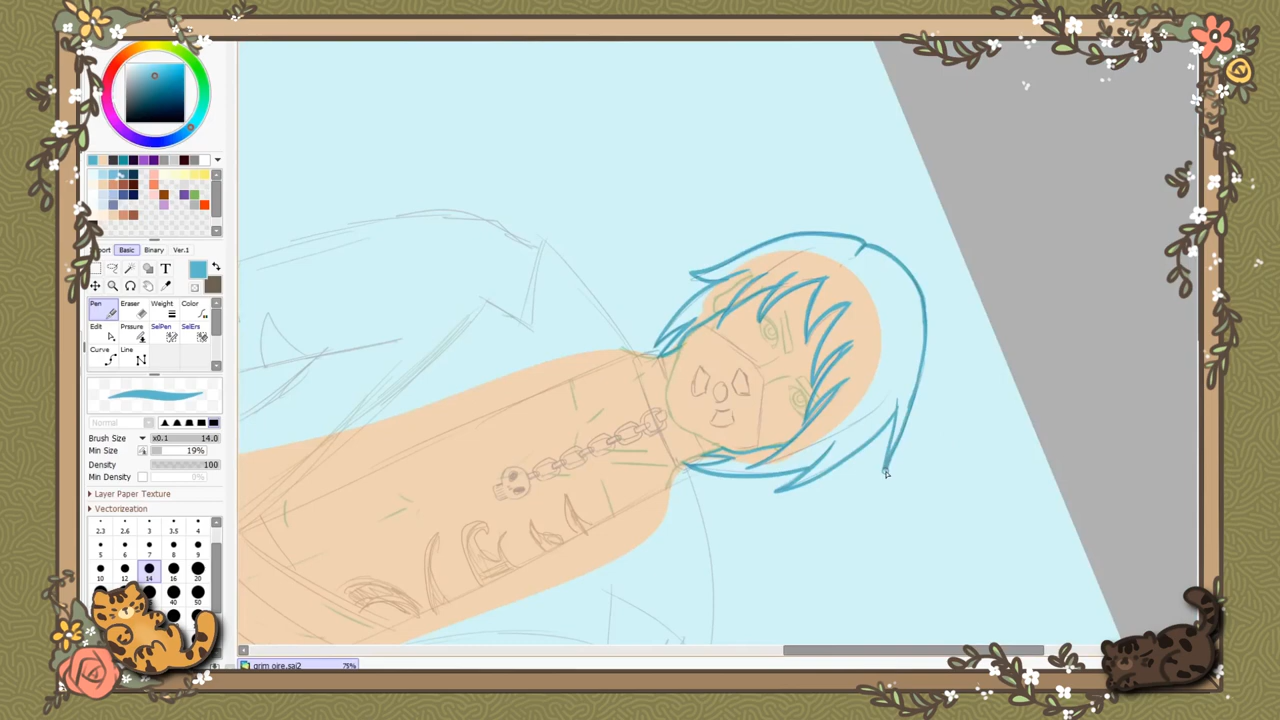 port Basic Binary Ver.1
T
Pen Eraser Weight Color
Edit Prssure SelPen SelErs
Curve Line
Normal
Brush Size x0.1 14.0
Min Size 19%
Density 100
Min Density 0%
Layer Paper Texture
Vectorization
2.3 2.6 3 3.5 4
5 6 7 8 9
10 12 14 16 20
40 50
grim oire.sai2 75%